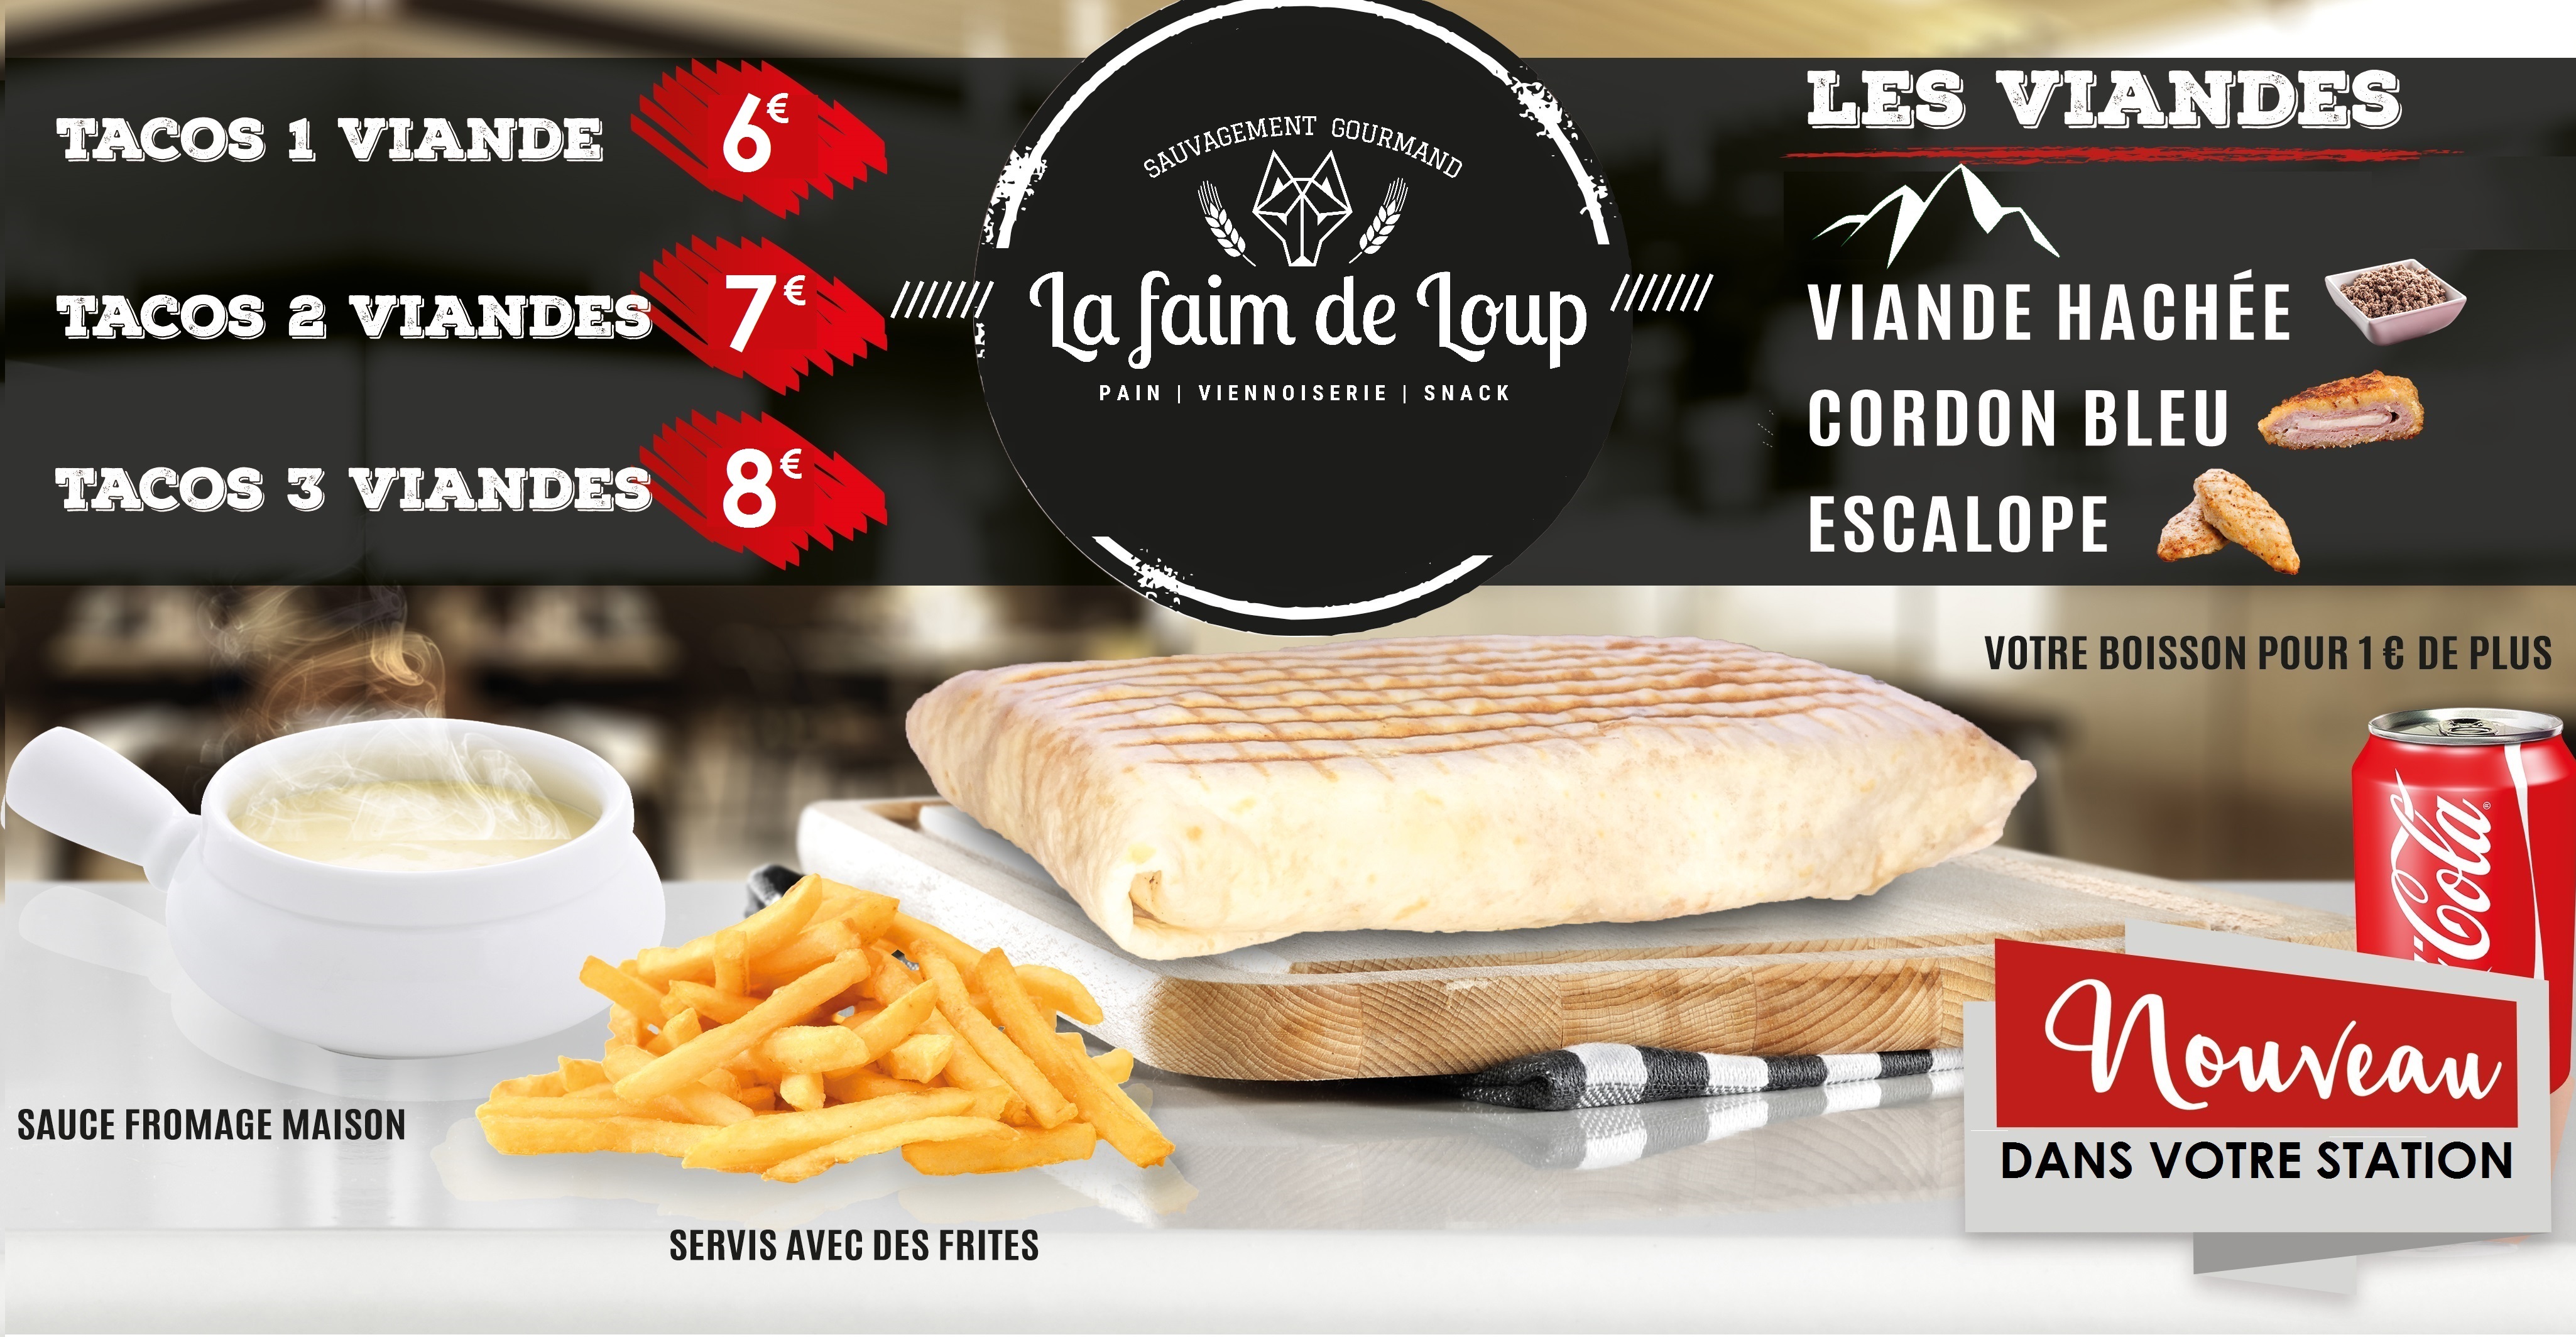 TACOS 1 VIANDE 6€
TACOS 2 VIANDES 7€
TACOS 3 VIANDES 8€
SAUVAGEMENT GOURMAND
La faim de Loup
PAIN | VIENNOISERIE | SNACK
LES VIANDES
VIANDE HACHÉE
CORDON BLEU
ESCALOPE
VOTRE BOISSON POUR 1 € DE PLUS
Cola
Nouveau
DANS VOTRE STATION
SAUCE FROMAGE MAISON
SERVIS AVEC DES FRITES